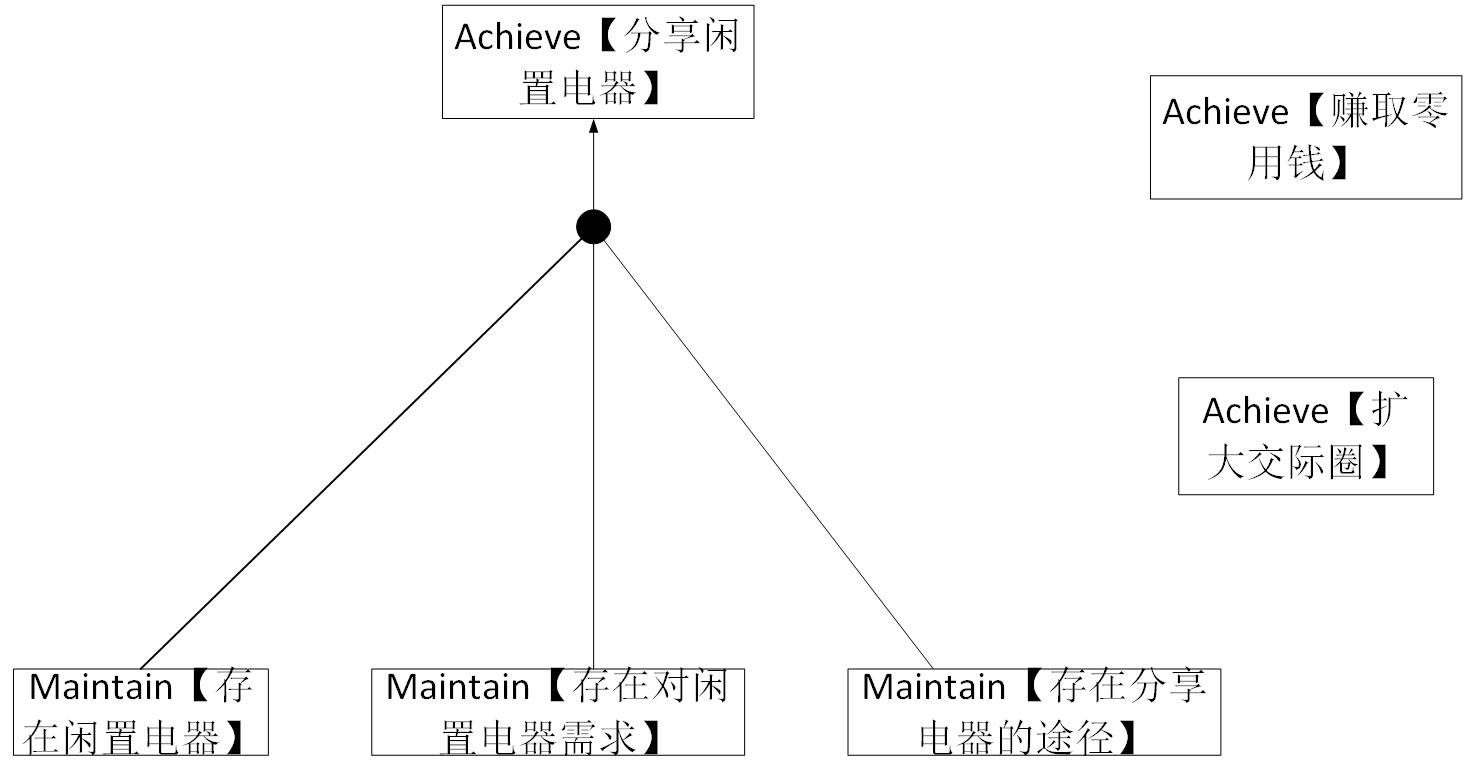 Achieve【分享闲
置电器】
Achieve【赚取零
用钱】
Achieve【扩
大交际圈】
Maintain【存
在闲置电器】
Maintain【存在对闲
置电器需求】
Maintain【存在分享
电器的途径】